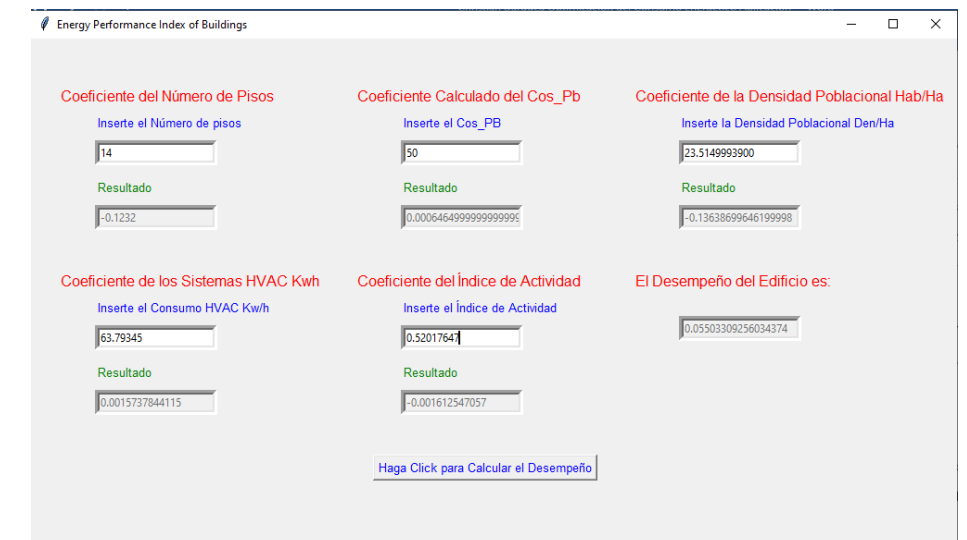 Energy Performance Index of Buildings
Coeficiente del Número de Pisos
Coeficiente Calculado del Cos_Pb
Coeficiente de la Densidad Poblacional Hab/Ha
Inserte el Número de pisos
Inserte el Cos_PB
Inserte la Densidad Poblacional Den/Ha
14
50
23.5149993900
Resultado
Resultado
Resultado
-0.1232
0.0006464999999999999
-0.13638699646199998
Coeficiente de los Sistemas HVAC Kwh
Coeficiente del Índice de Actividad
El Desempeño del Edificio es:
Inserte el Consumo HVAC Kw/h
Inserte el Índice de Actividad
63.79345
0.52017647
0.05503309256034374
Resultado
Resultado
0.0015737844115
-0.001612547057
Haga Click para Calcular el Desempeño